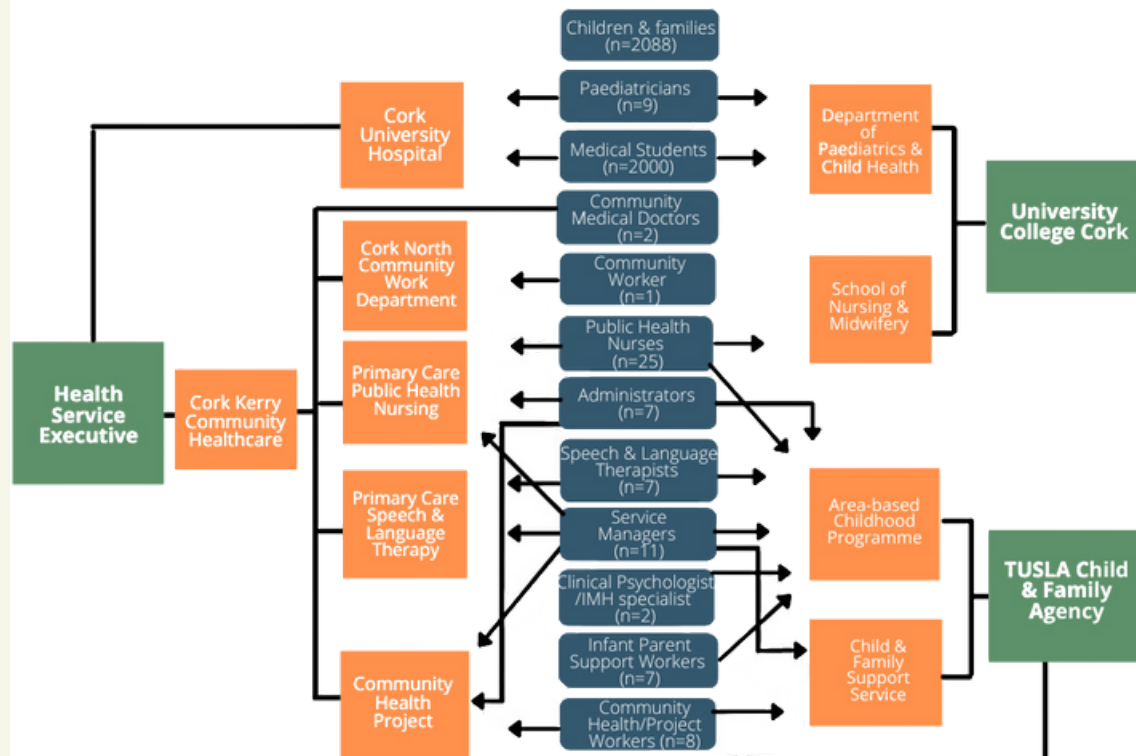 Children & families
(n=2088)
Paediatricians
(n=9)
Medical Students
(n=2000)
Community
Medical Doctors
(n=2)
Community
Worker
(n=1)
Public Health
Nurses
(n=25)
Administrators
(n=7)
Speech & Language
Therapists
(n=7)
Service
Managers
(n=11)
Clinical Psychologist
/IMH specialist
(n=2)
Infant Parent
Support Workers
(n=7)
Community
Health/Project
Workers (n=8)
Health
Service
Executive
Cork Kerry
Community
Healthcare
Cork
University
Hospital
Cork North
Community
Work
Department
Primary Care
Public Health
Nursing
Primary Care
Speech &
Language
Therapy
Community
Health
Project
Department
of
Paediatrics &
Child Health
School of
Nursing &
Midwifery
University
College Cork
Area-based
Childhood
Programme
Child &
Family
Support
Service
TUSLA Child
& Family
Agency